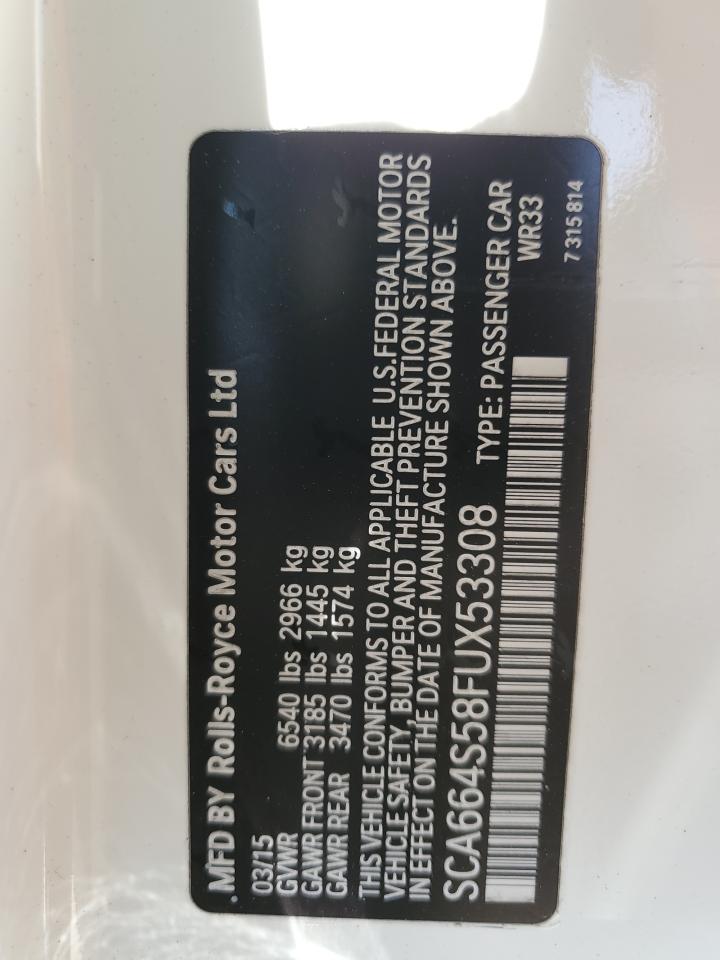 . MFD BY Rolls-Royce Motor Cars Ltd
03/15
GVWR 6540 lbs 2966 kg
GAWR FRONT 3185 lbs 1445 kg
GAWR REAR 3470 lbs 1574 kg
THIS VEHICLE CONFORMS TO ALL APPLICABLE U.S.FEDERAL MOTOR
VEHICLE SAFETY, BUMPER AND THEFT PREVENTION STANDARDS
IN EFFECT ON THE DATE OF MANUFACTURE SHOWN ABOVE.
SCA664S58FUX53308 TYPE: PASSENGER CAR
WR33
7 315 814